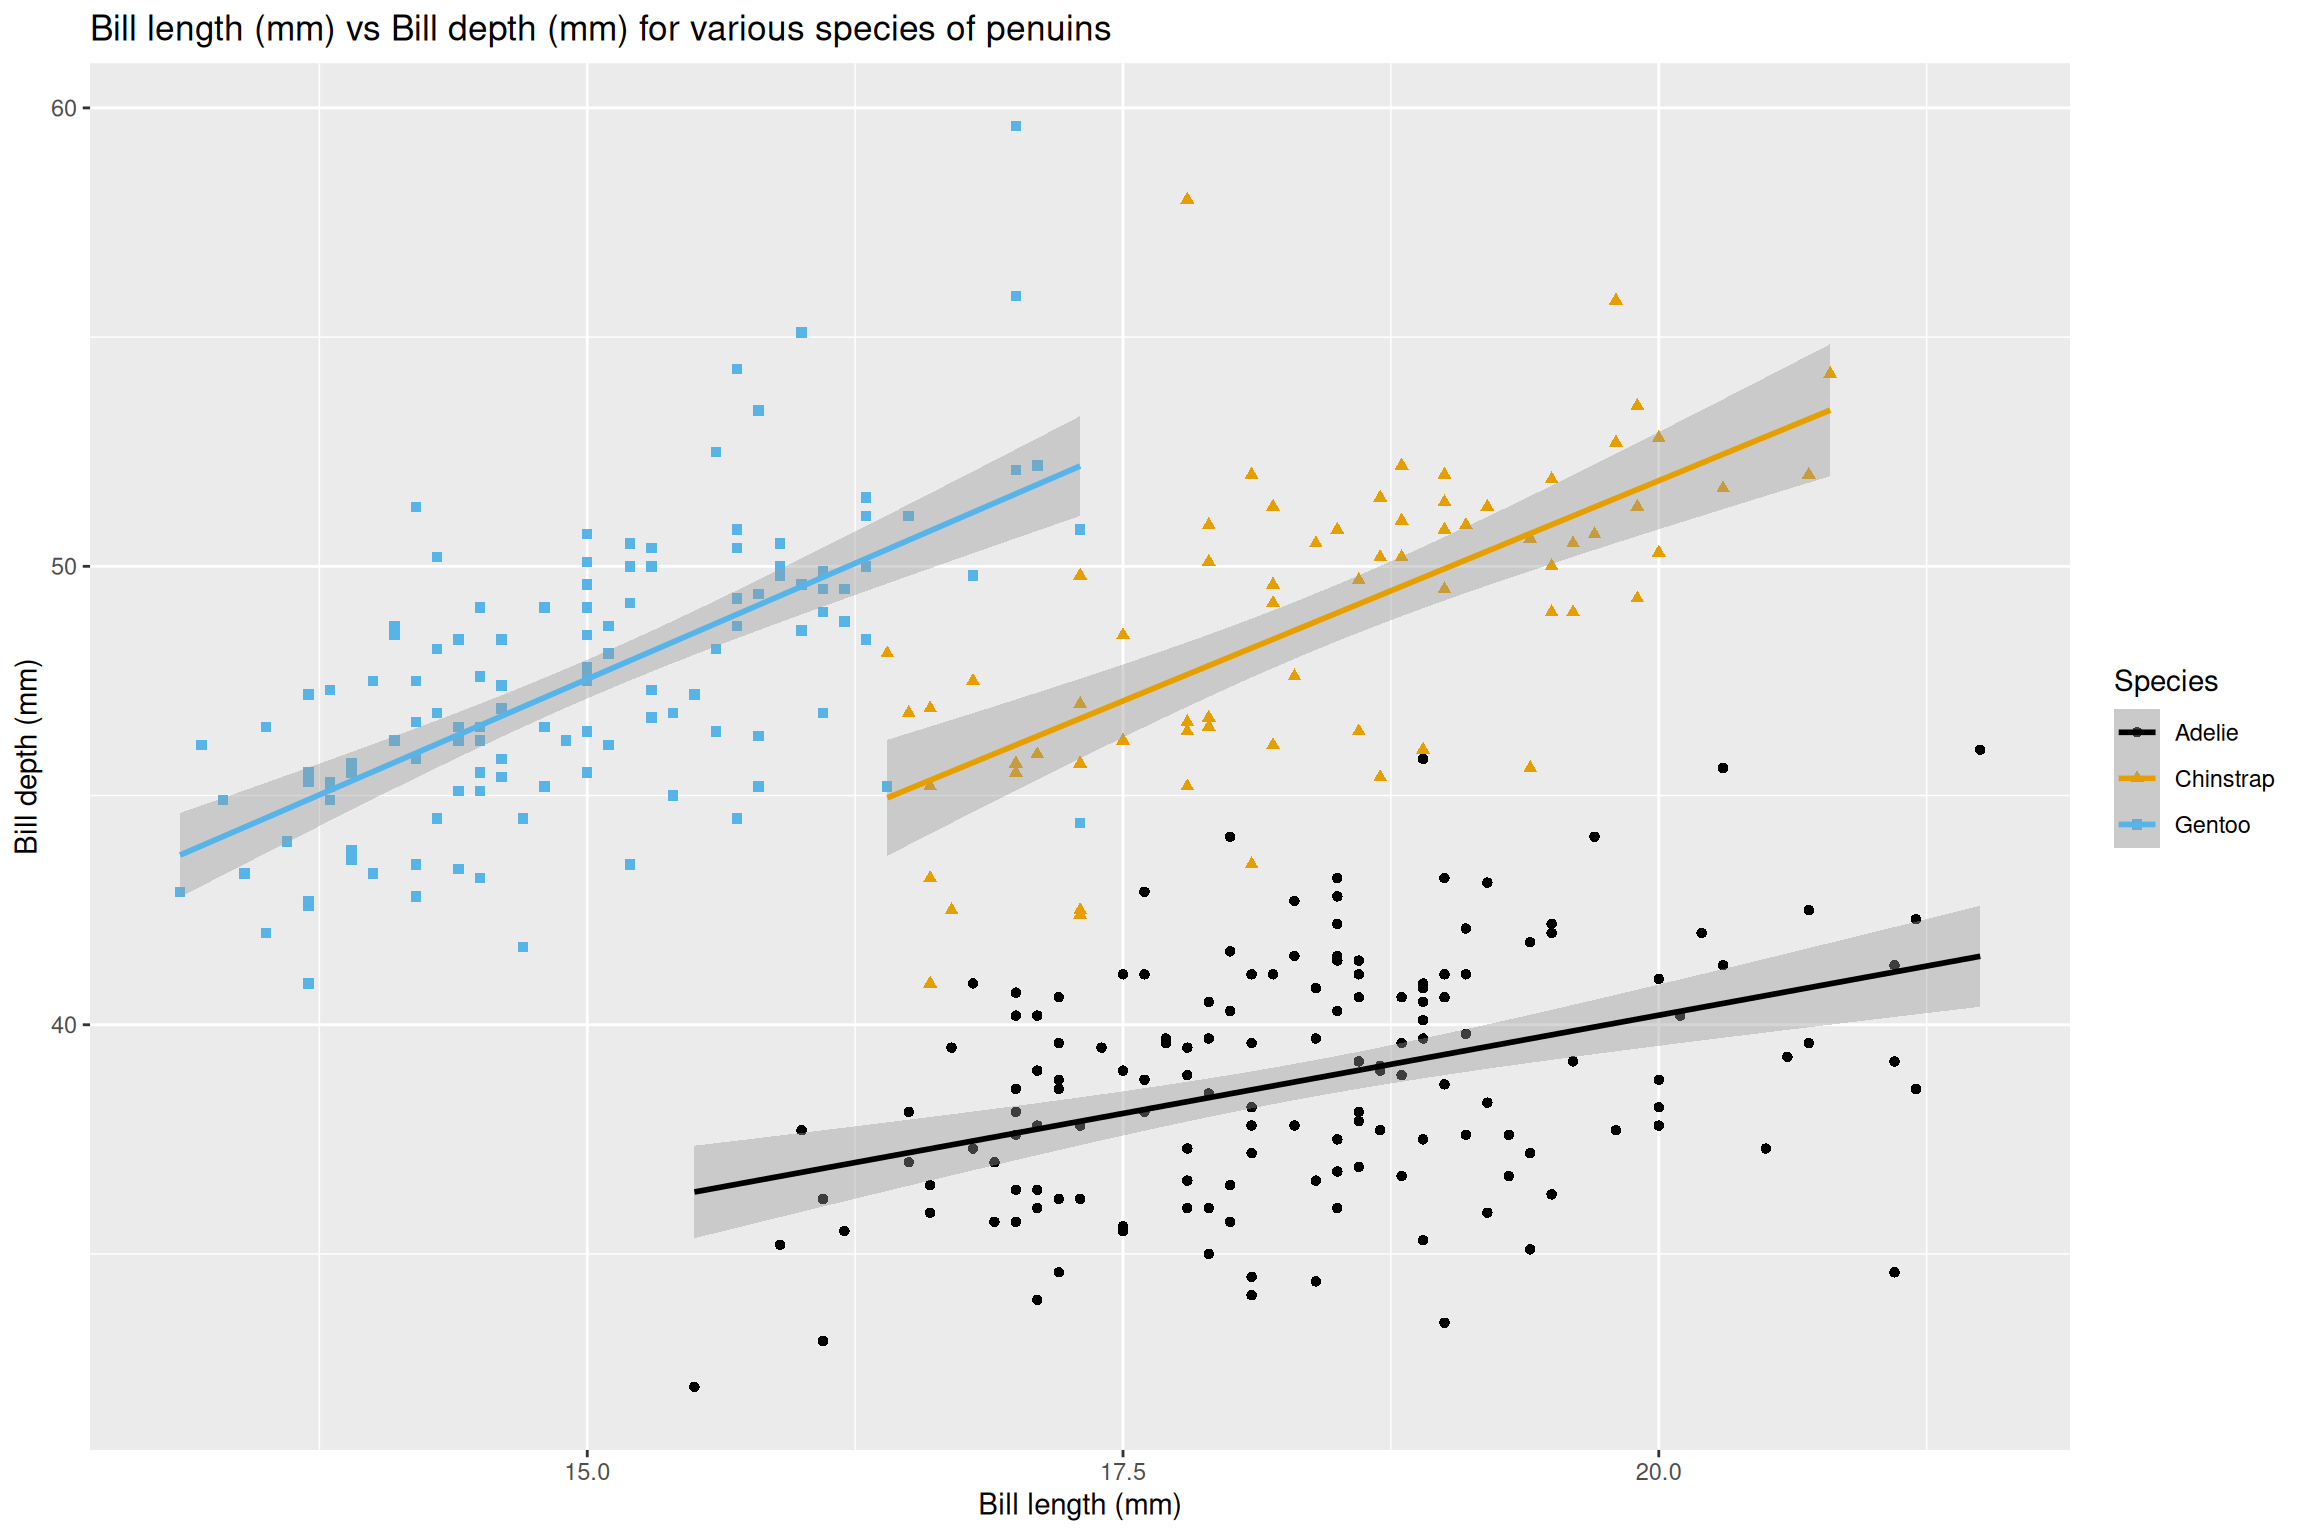 Bill length (mm) vs Bill depth (mm) for various species of penuins
60
50
40
Bill depth (mm)
15.0
17.5
20.0
Bill length (mm)
Species
Adelie
Chinstrap
Gentoo